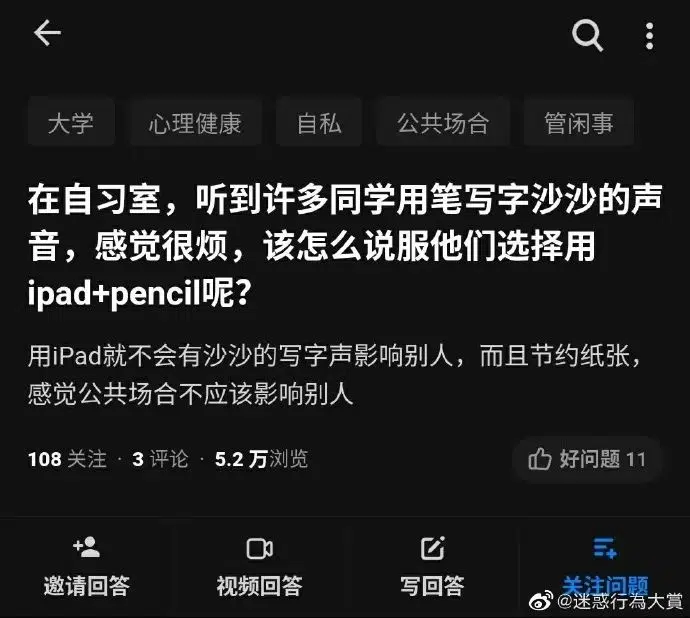 大学 心理健康 自私 公共场合 管闲事
在自习室，听到许多同学用笔写字沙沙的声
音，感觉很烦，该怎么说服他们选择用
ipad+pencil呢？
用iPad就不会有沙沙的写字声影响别人，而且节约纸张，
感觉公共场合不应该影响别人
108 关注 · 3 评论 · 5.2 万浏览 好问题 11
邀请回答 视频回答 写回答 关注问题
@迷惑行為大賞